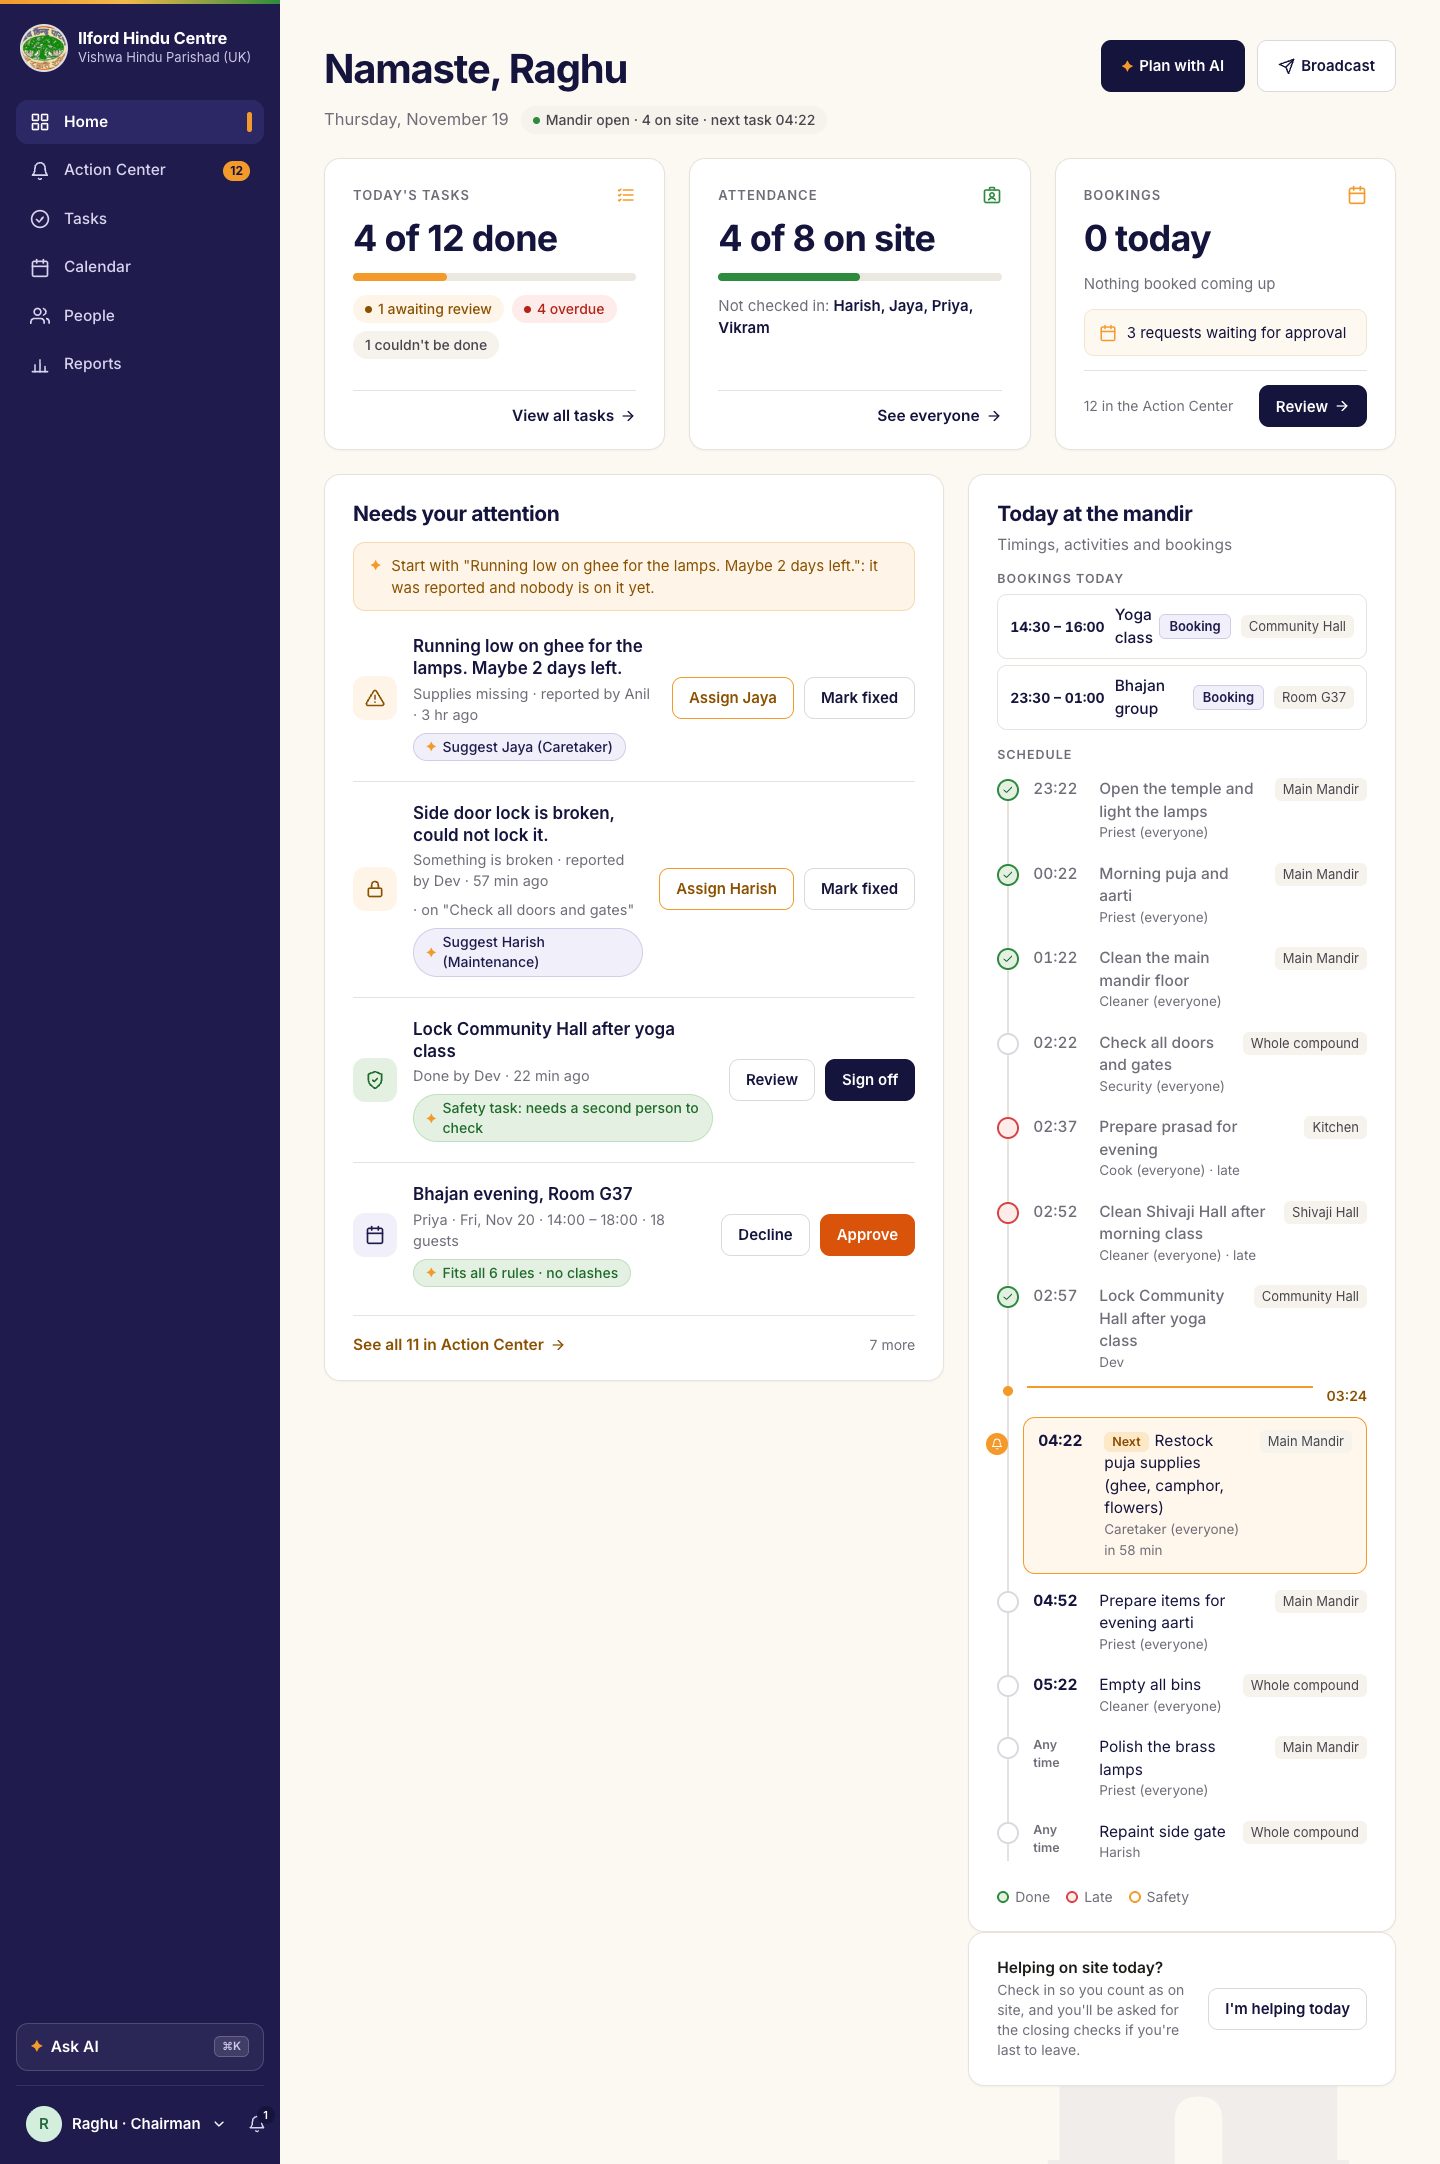 Ilford Hindu Centre
Vishwa Hindu Parishad (UK)
Home
Action Center
12
Tasks
Calendar
People
Reports
Ask AI
⌘K
R
Raghu · Chairman
1
Namaste, Raghu
Plan with AI
Broadcast
Thursday, November 19
Mandir open · 4 on site · next task 04:22
TODAY'S TASKS
4 of 12 done
1 awaiting review
4 overdue
1 couldn't be done
View all tasks →
ATTENDANCE
4 of 8 on site
Not checked in: Harish, Jaya, Priya,
Vikram
See everyone →
BOOKINGS
0 today
Nothing booked coming up
3 requests waiting for approval
12 in the Action Center
Review →
Needs your attention
Start with "Running low on ghee for the lamps. Maybe 2 days left.": it
was reported and nobody is on it yet.
Running low on ghee for the
lamps. Maybe 2 days left.
Supplies missing · reported by Anil
· 3 hr ago
Suggest Jaya (Caretaker)
Assign Jaya
Mark fixed
Side door lock is broken,
could not lock it.
Something is broken · reported
by Dev · 57 min ago
· on "Check all doors and gates"
Suggest Harish
(Maintenance)
Assign Harish
Mark fixed
Lock Community Hall after yoga
class
Done by Dev · 22 min ago
Safety task: needs a second person to
check
Review
Sign off
Bhajan evening, Room G37
Priya · Fri, Nov 20 · 14:00 – 18:00 · 18
guests
Fits all 6 rules · no clashes
Decline
Approve
See all 11 in Action Center →
7 more
Today at the mandir
Timings, activities and bookings
BOOKINGS TODAY
14:30 – 16:00
Yoga
class
Booking
Community Hall
23:30 – 01:00
Bhajan
group
Booking
Room G37
SCHEDULE
23:22
Open the temple and
light the lamps
Priest (everyone)
Main Mandir
00:22
Morning puja and
aarti
Priest (everyone)
Main Mandir
01:22
Clean the main
mandir floor
Cleaner (everyone)
Main Mandir
02:22
Check all doors
and gates
Security (everyone)
Whole compound
02:37
Prepare prasad for
evening
Cook (everyone) · late
Kitchen
02:52
Clean Shivaji Hall after
morning class
Cleaner (everyone) · late
Shivaji Hall
02:57
Lock Community
Hall after yoga
class
Dev
Community Hall
03:24
04:22
Next Restock
puja supplies
(ghee, camphor,
flowers)
Caretaker (everyone)
in 58 min
Main Mandir
04:52
Prepare items for
evening aarti
Priest (everyone)
Main Mandir
05:22
Empty all bins
Cleaner (everyone)
Whole compound
Any
time
Polish the brass
lamps
Priest (everyone)
Main Mandir
Any
time
Repaint side gate
Harish
Whole compound
Done
Late
Safety
Helping on site today?
Check in so you count as on
site, and you'll be asked for
the closing checks if you're
last to leave.
I'm helping today